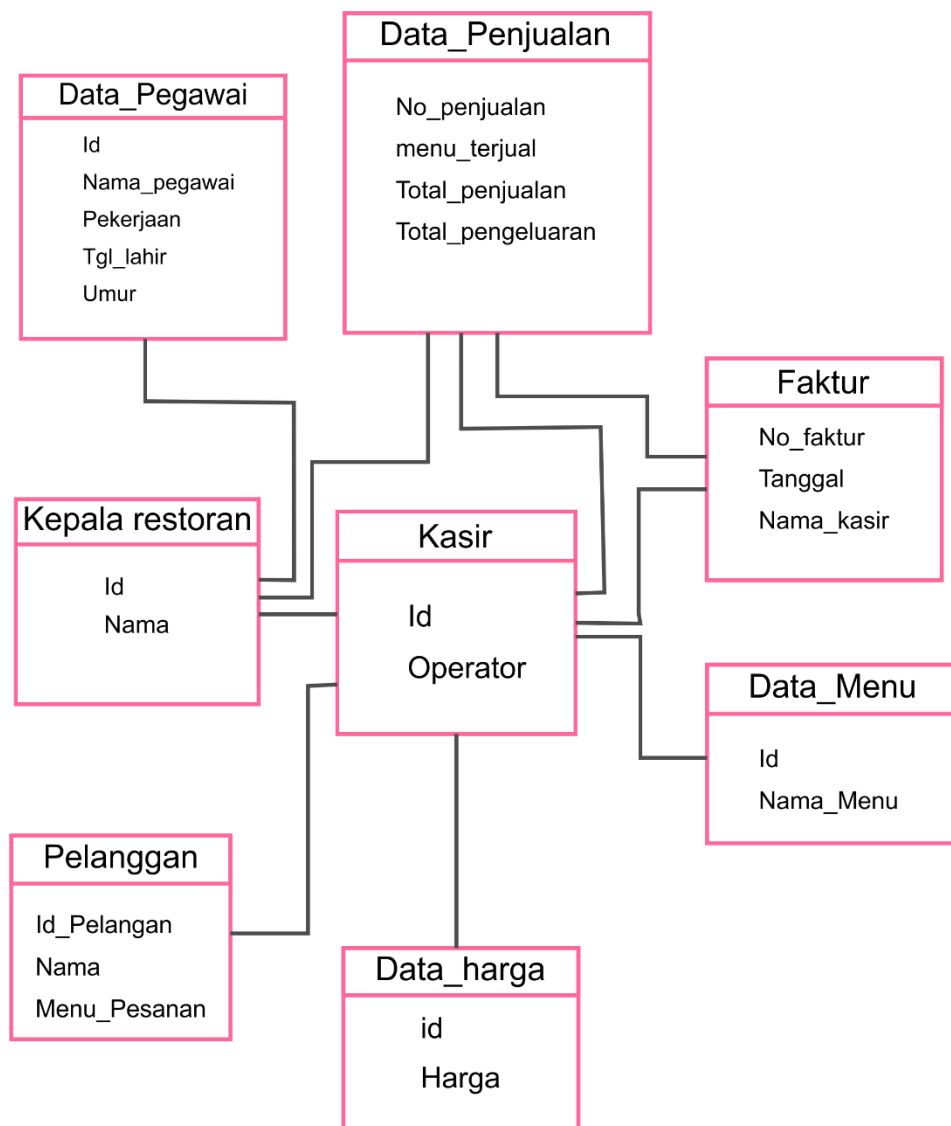 Data_Penjualan
No_penjualan
menu_terjual
Total_penjualan
Total_pengeluaran
Data_Pegawai
Id
Nama_pegawai
Pekerjaan
Tgl_lahir
Umur
Faktur
No_faktur
Tanggal
Nama_kasir
Kepala restoran
Id
Nama
Kasir
Id
Operator
Data_Menu
Id
Nama_Menu
Pelanggan
Id_Pelangan
Nama
Menu_Pesanan
Data_harga
id
Harga